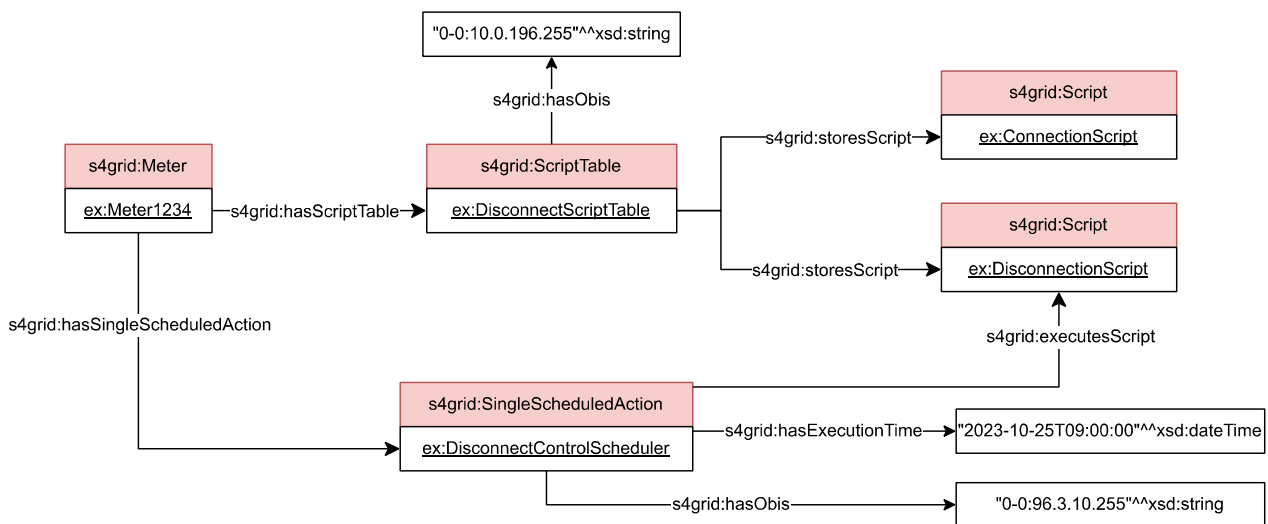 "0-0:10.0.196.255"^^xsd:string
s4grid:hasObis
s4grid:Script
ex:ConnectionScript
s4grid:storesScript
s4grid:Meter
ex:Meter1234
s4grid:hasScriptTable
s4grid:ScriptTable
ex:DisconnectScriptTable
s4grid:Script
ex:DisconnectionScript
s4grid:storesScript
s4grid:hasSingleScheduledAction
s4grid:executesScript
s4grid:SingleScheduledAction
ex:DisconnectControlScheduler
s4grid:hasExecutionTime
"2023-10-25T09:00:00"^^xsd:dateTime
s4grid:hasObis
"0-0:96.3.10.255"^^xsd:string